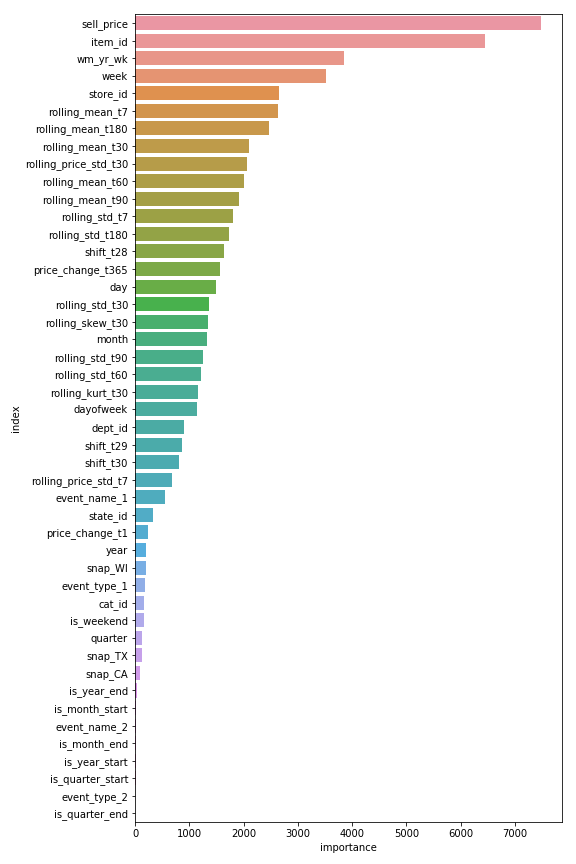 sell_price
item_id
wm_yr_wk
week
store_id
rolling_mean_t7
rolling_mean_t180
rolling_mean_t30
rolling_price_std_t30
rolling_mean_t60
rolling_mean_t90
rolling_std_t7
rolling_std_t180
shift_t28
price_change_t365
day
rolling_std_t30
rolling_skew_t30
month
rolling_std_t90
rolling_std_t60
rolling_kurt_t30
dayofweek
dept_id
shift_t29
shift_t30
rolling_price_std_t7
event_name_1
state_id
price_change_t1
year
snap_WI
event_type_1
cat_id
is_weekend
quarter
snap_TX
snap_CA
is_year_end
is_month_start
event_name_2
is_month_end
is_year_start
is_quarter_start
event_type_2
is_quarter_end
index
0 1000 2000 3000 4000 5000 6000 7000
importance